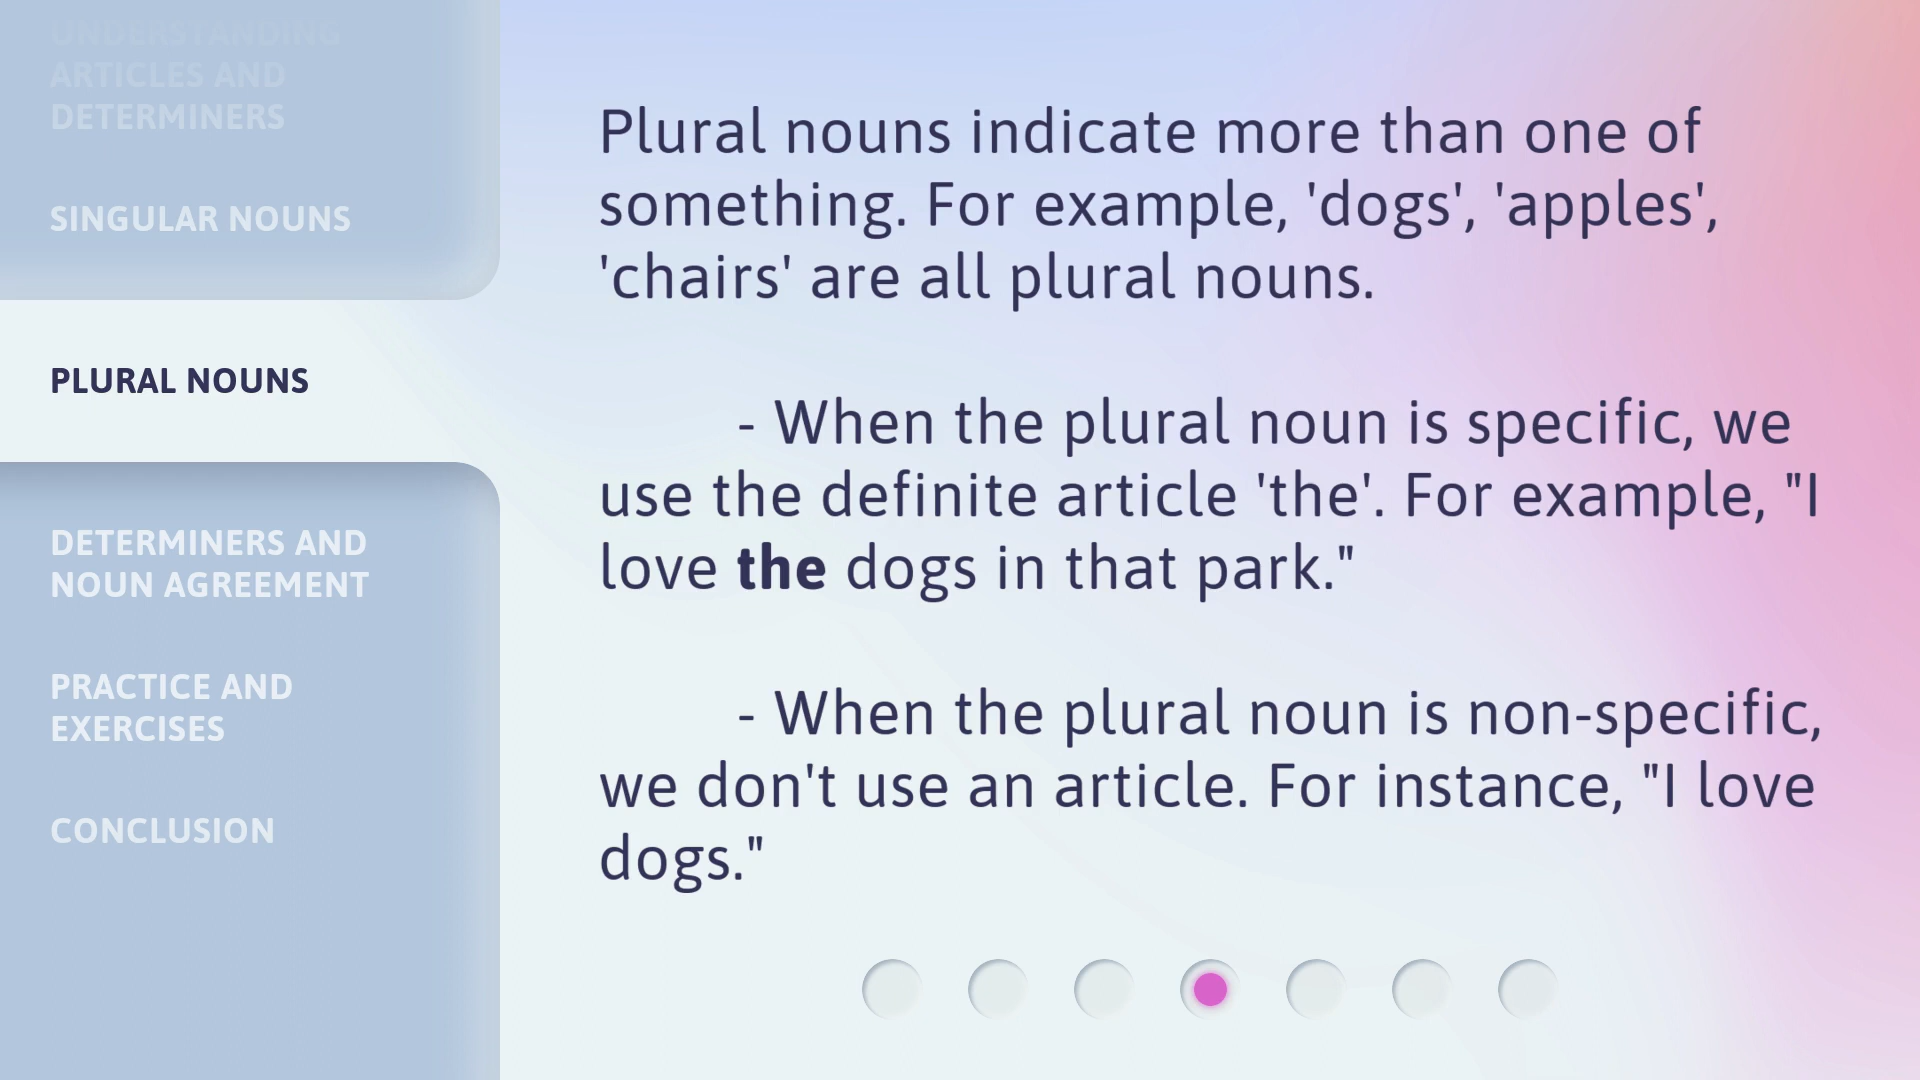 UNDERSTANDING
ARTICLES AND
DETERMINERS
SINGULAR NOUNS
PLURAL NOUNS
DETERMINERS AND
NOUN AGREEMENT
PRACTICE AND
EXERCISES
CONCLUSION
Plural nouns indicate more than one of
something. For example, 'dogs', 'apples',
'chairs' are all plural nouns.
- When the plural noun is specific, we
use the definite article 'the'. For example, "I
love the dogs in that park."
- When the plural noun is non-specific,
we don't use an article. For instance, "I love
dogs."